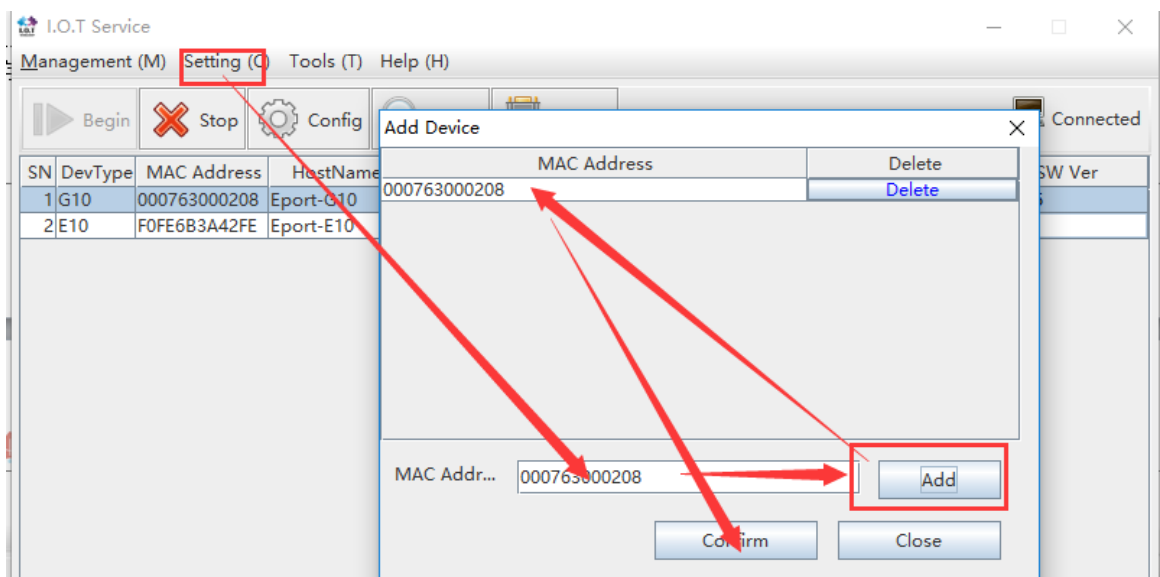 I.O.T Service
Management (M) Setting (C) Tools (T) Help (H)
Begin Stop Config Connected
Add Device
SN DevType MAC Address HostName SW Ver
MAC Address Delete
1 G10 000763000208 Eport-G10
000763000208 Delete
2 E10 F0FE6B3A42FE Eport-E10
MAC Addr... 000763000208 Add
Confirm Close